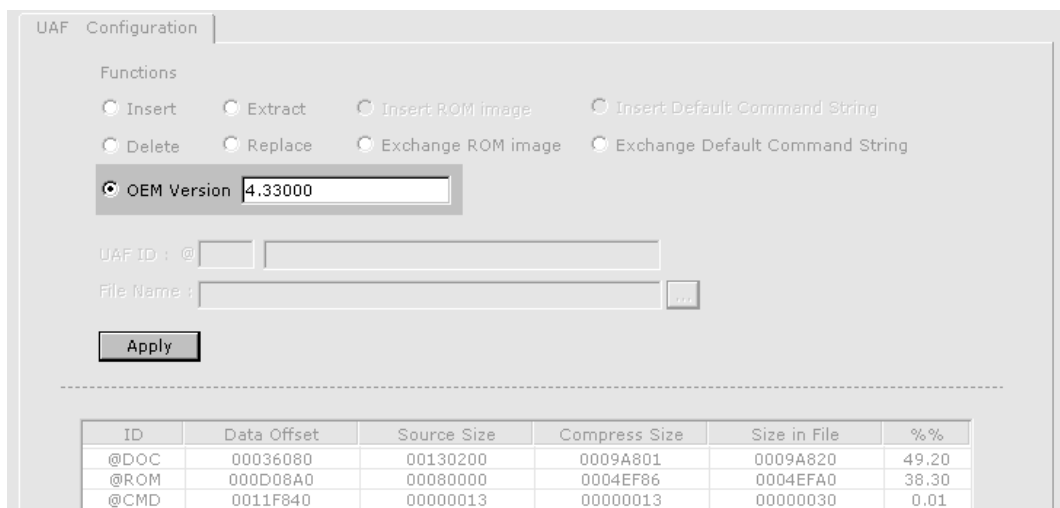 UAF Configuration
Functions
Insert Extract Insert ROM image Insert Default Command String
Delete Replace Exchange ROM image Exchange Default Command String
OEM Version 4.33000
UAF ID : @
File Name :
...
Apply
ID Data Offset Source Size Compress Size Size in File %%
@DOC 00036080 00130200 0009A801 0009A820 49.20
@ROM 000D08A0 00080000 0004EF86 0004EFA0 38.30
@CMD 0011F840 00000013 00000013 00000030 0.01